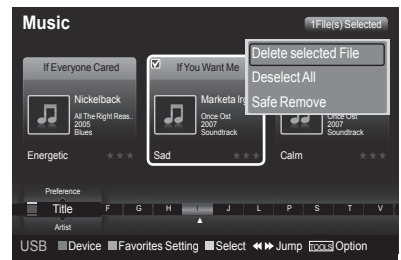 Music
1File(s) Selected
Delete selected File
Deselect All
Safe Remove
If Everyone Cared
If You Want Me
Nickelback
All The Right Reas..
2005
Blues
Energetic
Marketa Irg
Once Ost
2007
Soundtrack
Sad
Once Ost
2007
Soundtrack
Calm
Preference
Title
F G H I J L P S T V
Artist
USB Device Favorites Setting Select Jump TOOLS Option